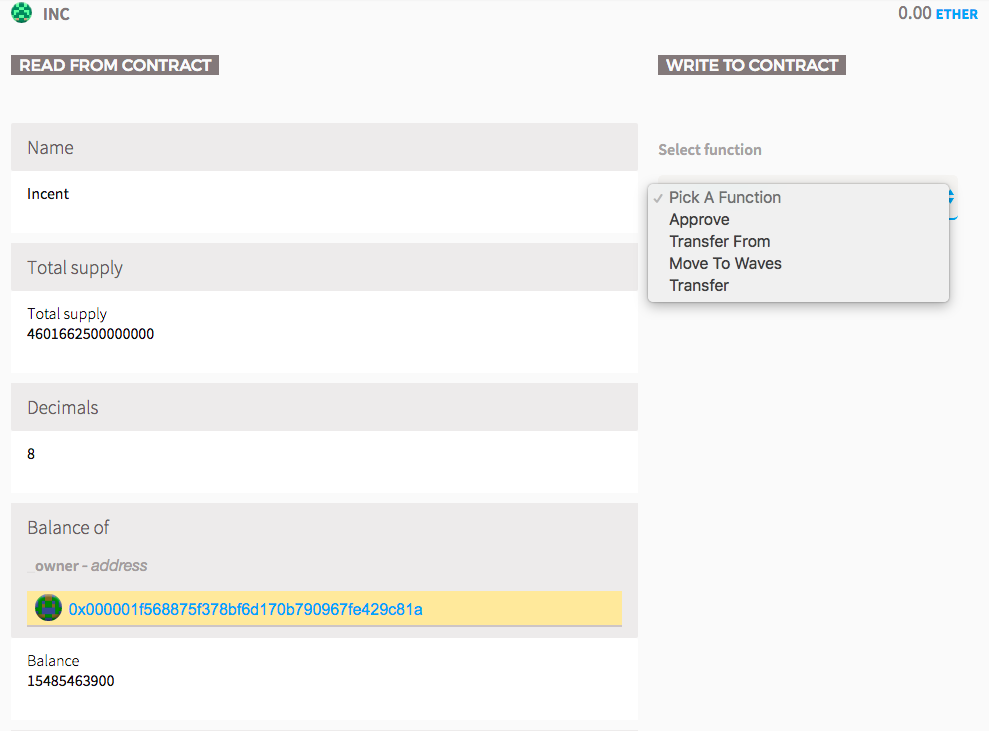 INC
0.00 ETHER
READ FROM CONTRACT
WRITE TO CONTRACT
Name
Incent
Total supply
Total supply
4601662500000000
Decimals
8
Balance of
owner - address
0x000001f568875f378bf6d170b790967fe429c81a
Balance
15485463900
Select function
Pick A Function
Approve
Transfer From
Move To Waves
Transfer